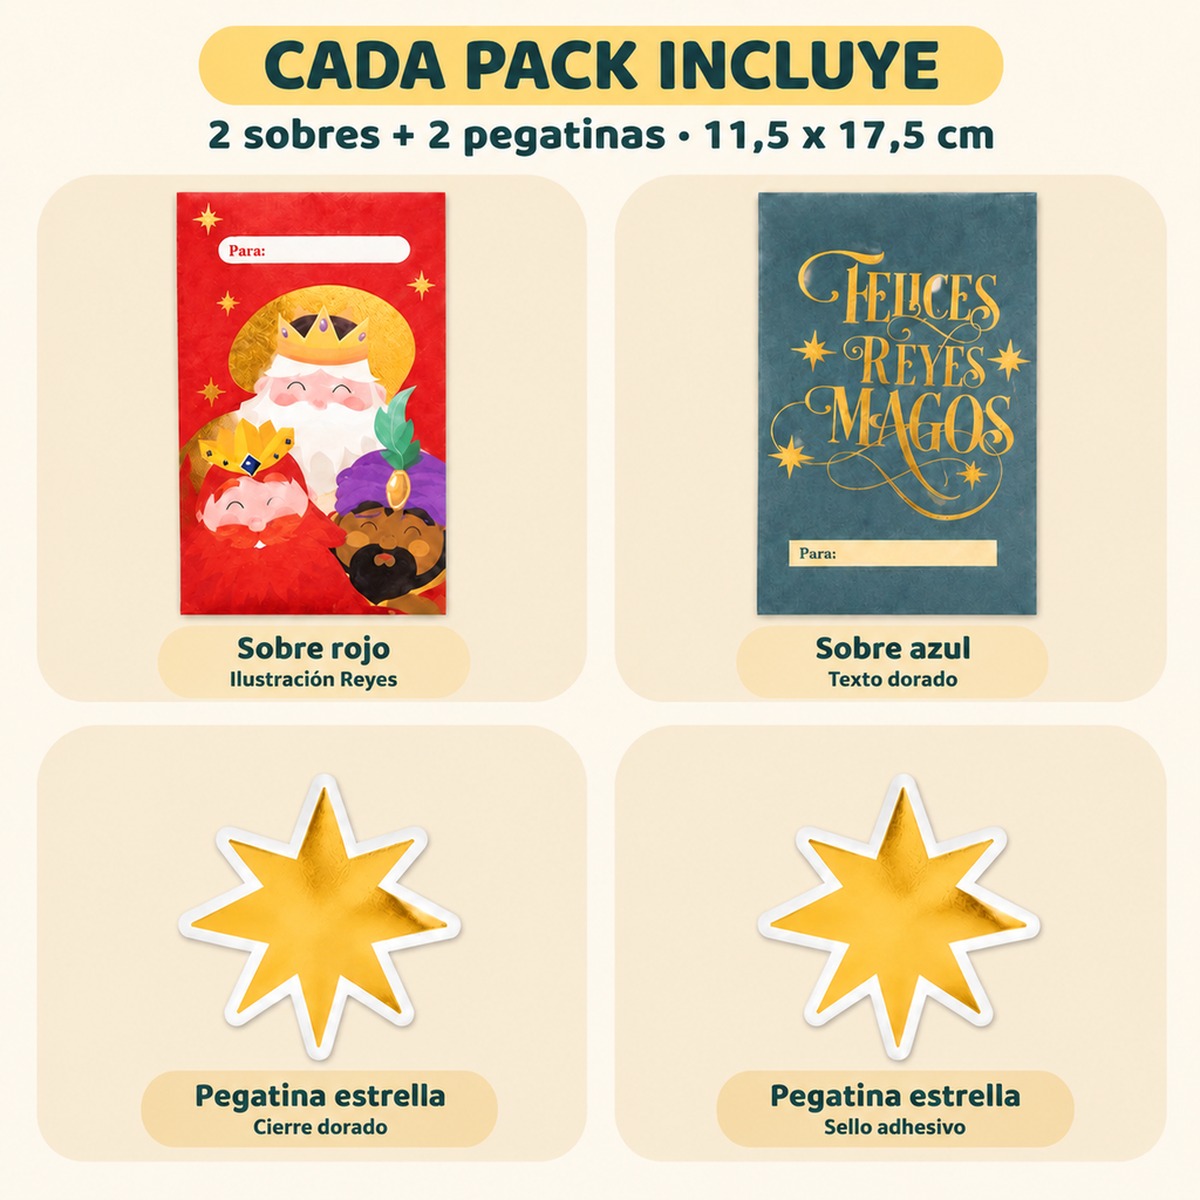 CADA PACK INCLUYE
2 sobres + 2 pegatinas • 11,5 x 17,5 cm
Para:
FELICES
REYES
MAGOS
Para:
Sobre rojo
Ilustración Reyes
Sobre azul
Texto dorado
Pegatina estrella
Cierre dorado
Pegatina estrella
Sello adhesivo